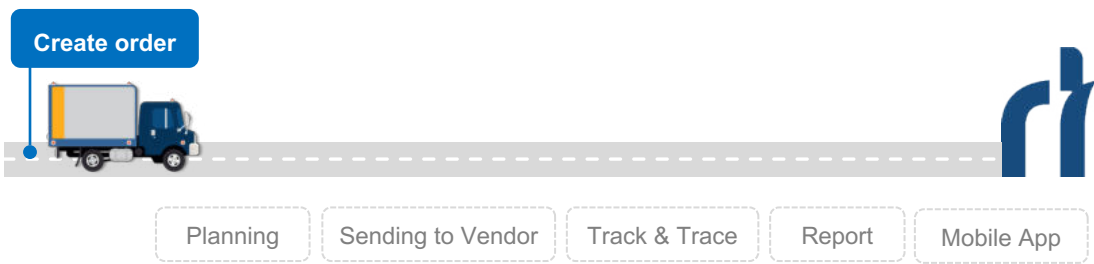 Create order
Planning
Sending to Vendor
Track & Trace
Report
Mobile App